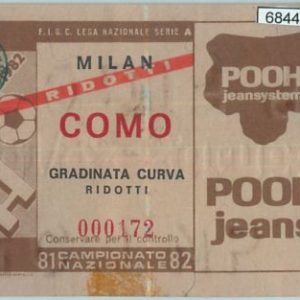 6844
F.I.G.C. LEGA NAZIONALE SERIE A
MILAN
RIDOTTI
COMO
GRADINATA CURVA
RIDOTTI
000172
Conservare per il controllo
81 CAMPIONATO NAZIONALE 82
POOH
jeansystem
POOH
jeans